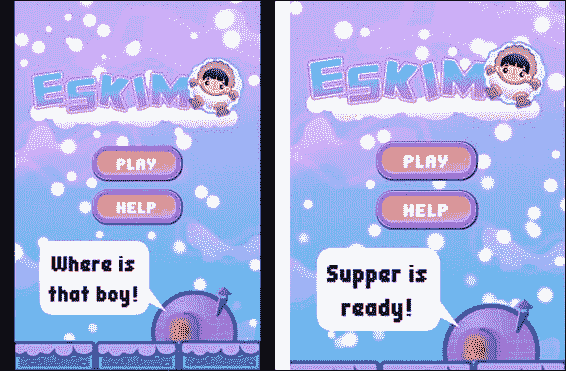 ESKIM
PLAY
HELP
Where is
that boy!
ESKIM
PLAY
HELP
Supper is
ready!